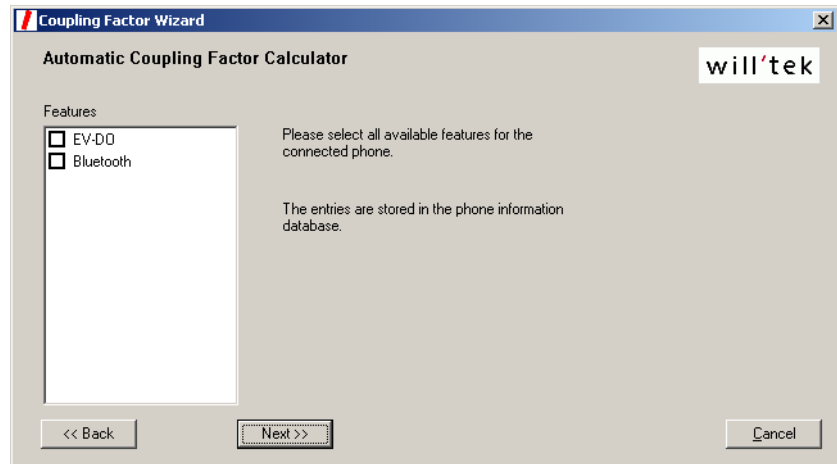 Coupling Factor Wizard
Automatic Coupling Factor Calculator
will'tek
Features
EV-DO
Bluetooth
Please select all available features for the
connected phone.
The entries are stored in the phone information
database.
<< Back
Next >>
Cancel